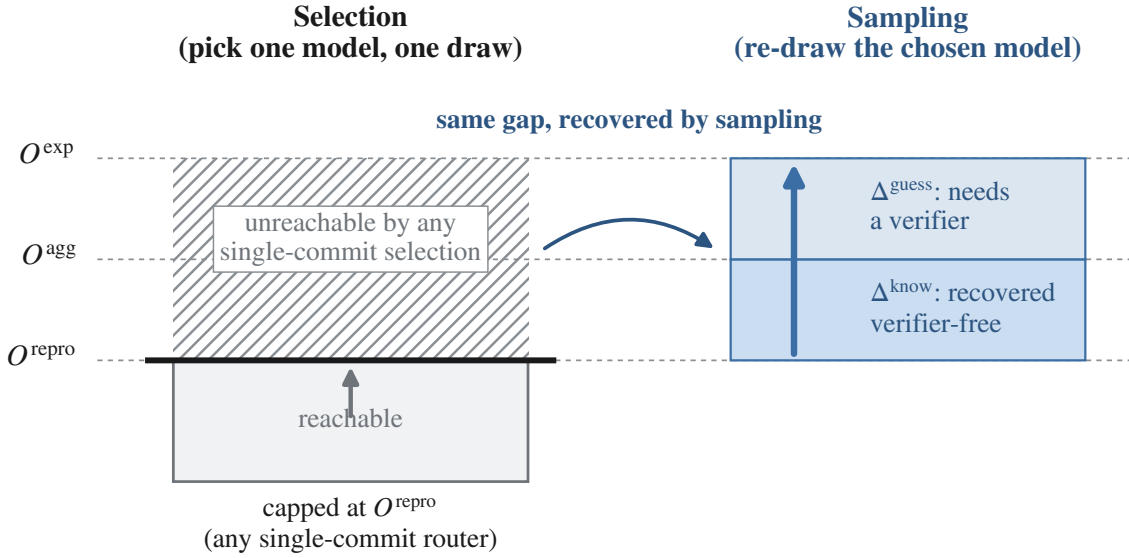 Selection
(pick one model, one draw)
Sampling
(re-draw the chosen model)
same gap, recovered by sampling
O^exp
O^agg
O^repro
unreachable by any
single-commit selection
reachable
capped at O^repro
(any single-commit router)
Δ^guess: needs
a verifier
Δ^know: recovered
verifier-free